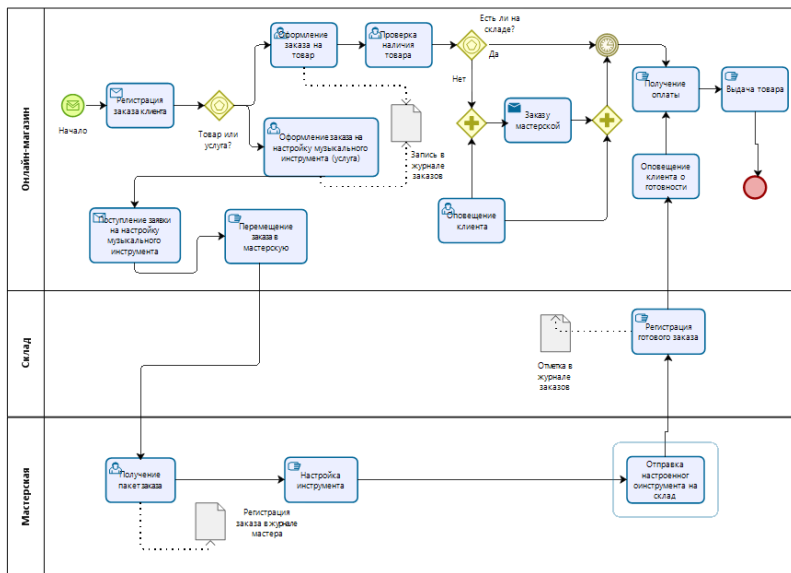 Онлайн-магазин
Начало
Регистрация
заказа клиента
Товар или
услуга?
Оформление
заказа на
товар
Проверка
наличия
товара
Есть ли на
складе?
Да
Нет
Оформление заказа на
настройку музыкального
инструмента (услуга)
Запись в
журнале
заказов
Заказ у
мастерской
Оповещение
клиента
Получение
оплаты
Выдача товара
Оповещение
клиента о
готовности
Поступление заявки
на настройку музыкального
инструмента
Перемещение
заказа в
мастерскую
Склад
Отметка в
журнале
заказов
Регистрация
готового заказа
Мастерская
Получение
пакет заказа
Регистрация
заказа в журнале
мастера
Настройка
инструмента
Отправка
настроенног
оинструмента на
склад